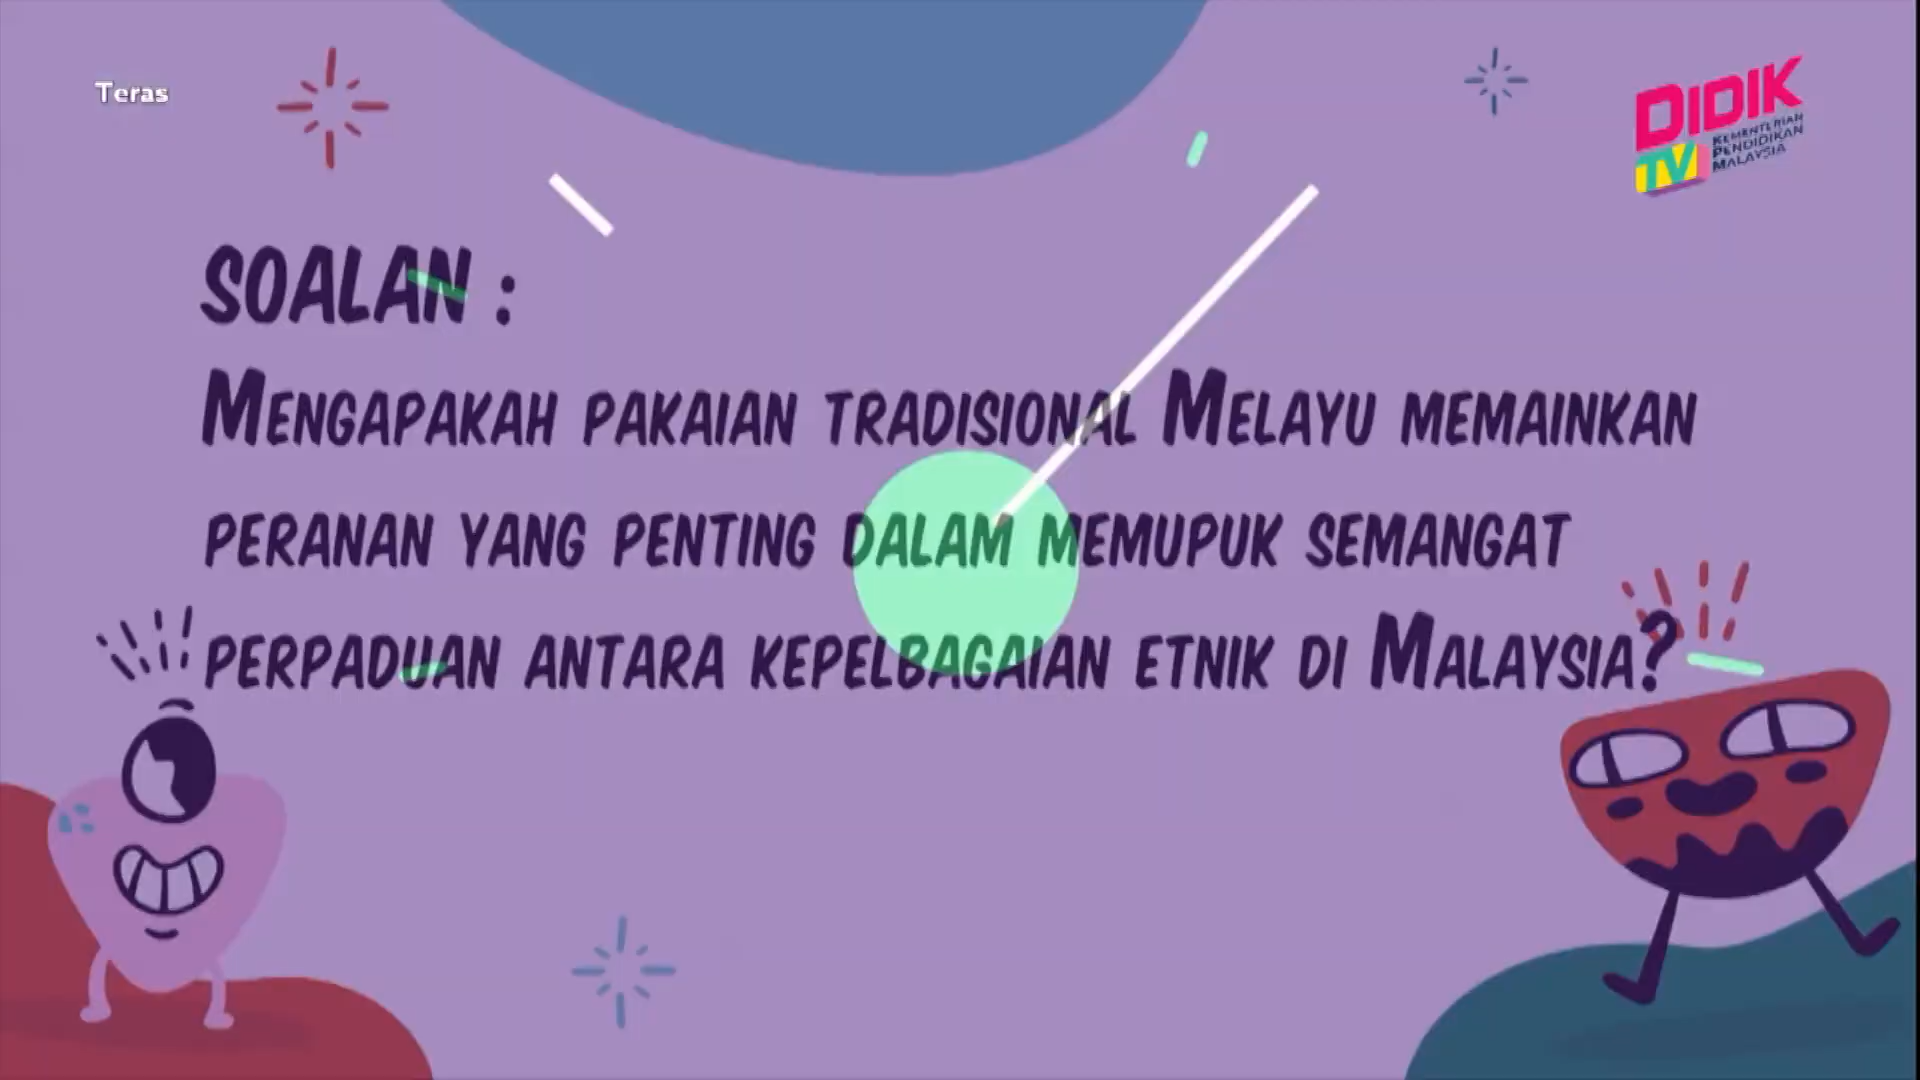 Teras
DIDIK
TV
KEMENTERIAN
PENDIDIKAN
MALAYSIA
SOALAN :
MENGAPAKAH PAKAIAN TRADISIONAL MELAYU MEMAINKAN
PERANAN YANG PENTING DALAM MEMUPUK SEMANGAT
PERPADUAN ANTARA KEPELBAGAIAN ETNIK DI MALAYSIA?